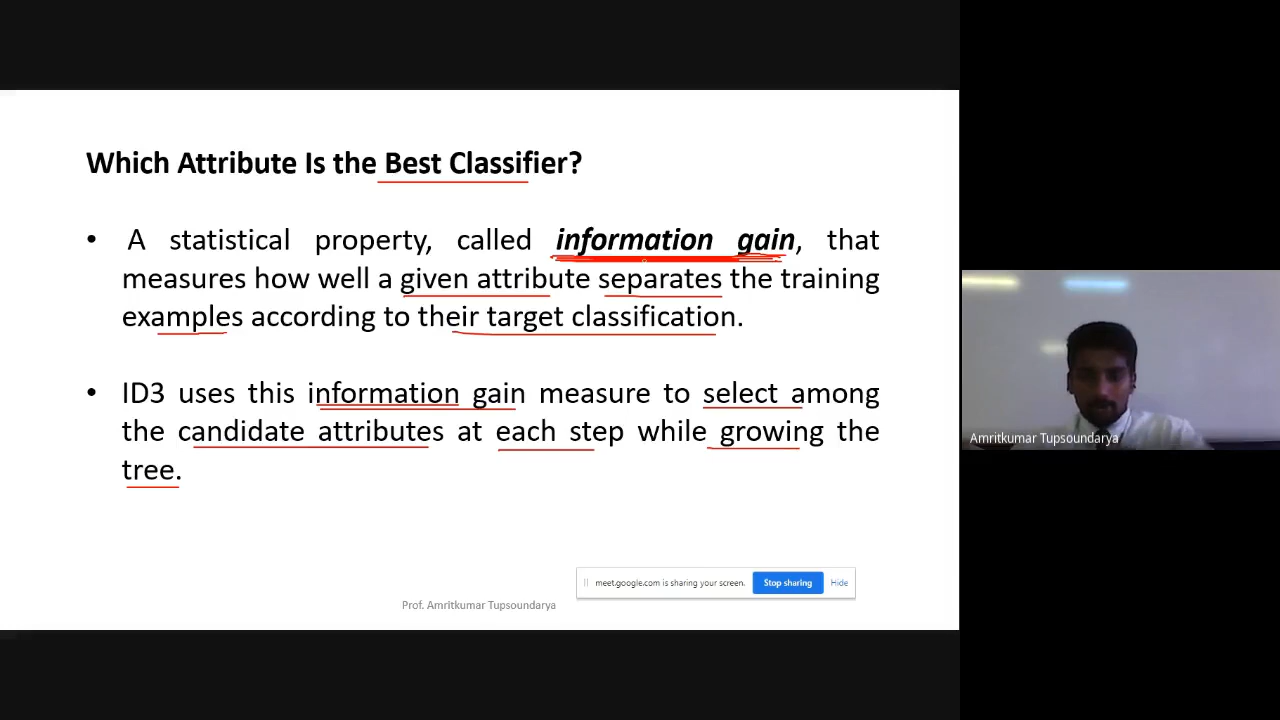 Which Attribute Is the Best Classifier?
• A statistical property, called information gain, that
measures how well a given attribute separates the training
examples according to their target classification.
• ID3 uses this information gain measure to select among
the candidate attributes at each step while growing the
tree.
meet.google.com is sharing your screen. Stop sharing Hide
Prof. Amritkumar Tupsoundarya
Amritkumar Tupsoundarya